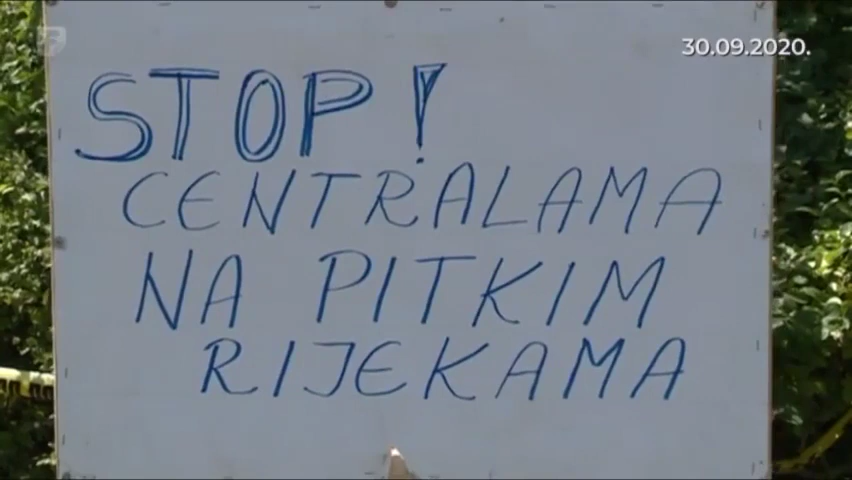 30.09.2020.
STOP!
CENTRALAMA
NA PITKIM
RIJEKAMA